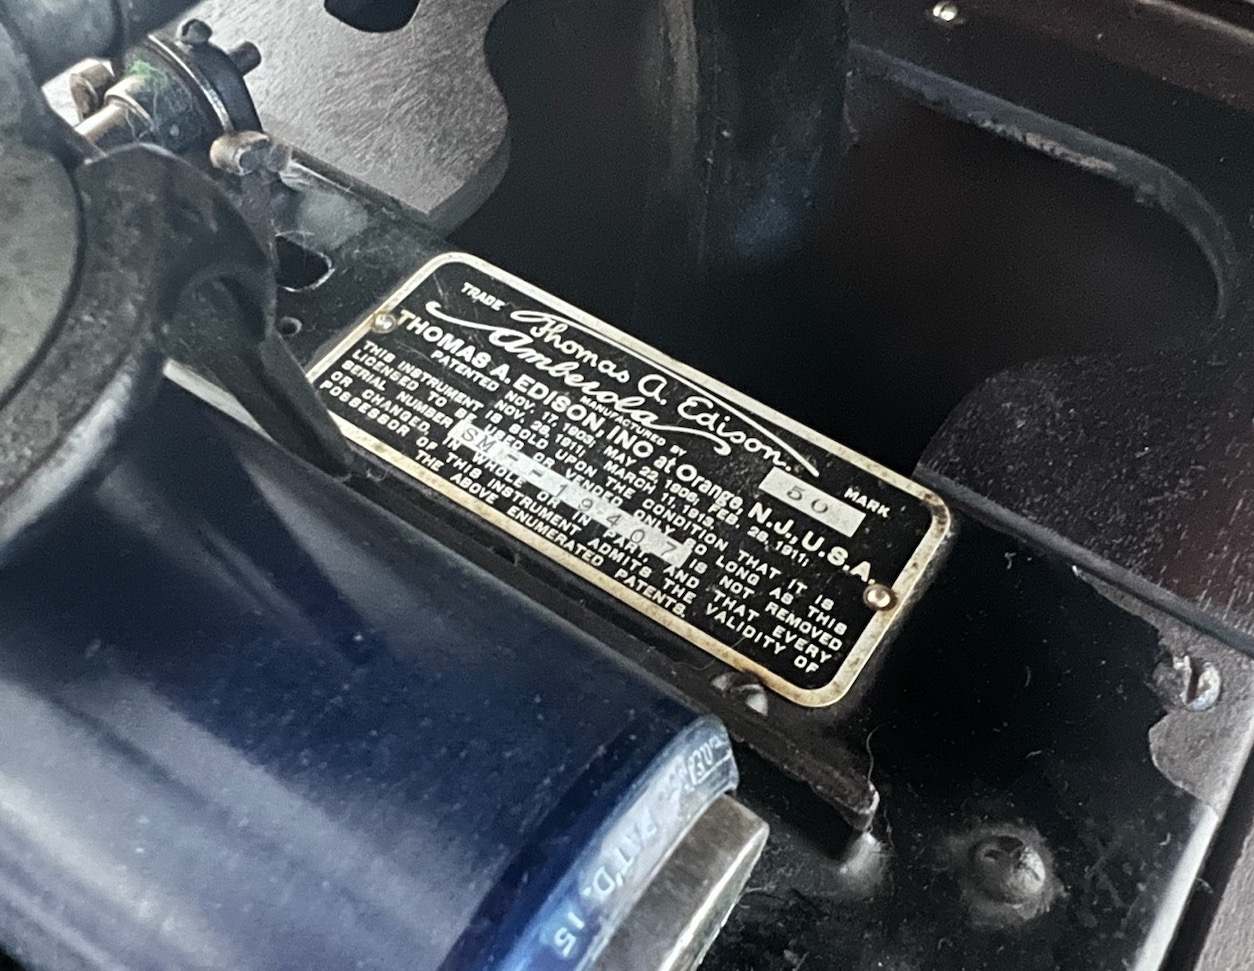 TRADE Thomas A. Edison. MARK
Amberola 50
MANUFACTURED BY
THOMAS A. EDISON, INC at Orange, N.J., U.S.A.
PATENTED NOV. 17, 1903; MAY 22, 1906; FEB. 28, 1911;
NOV. 28, 1911; MARCH 11, 1913.
THIS INSTRUMENT IS SOLD UPON THE CONDITION THAT IT IS
LICENSED TO BE USED OR VENDED ONLY SO LONG AS THIS
SERIAL NUMBER SM 9407 IS NOT REMOVED
OR CHANGED, IN WHOLE OR IN PART, AND THAT EVERY
POSSESSOR OF THIS INSTRUMENT ADMITS THE VALIDITY OF
THE ABOVE ENUMERATED PATENTS.
PAT'D. 15